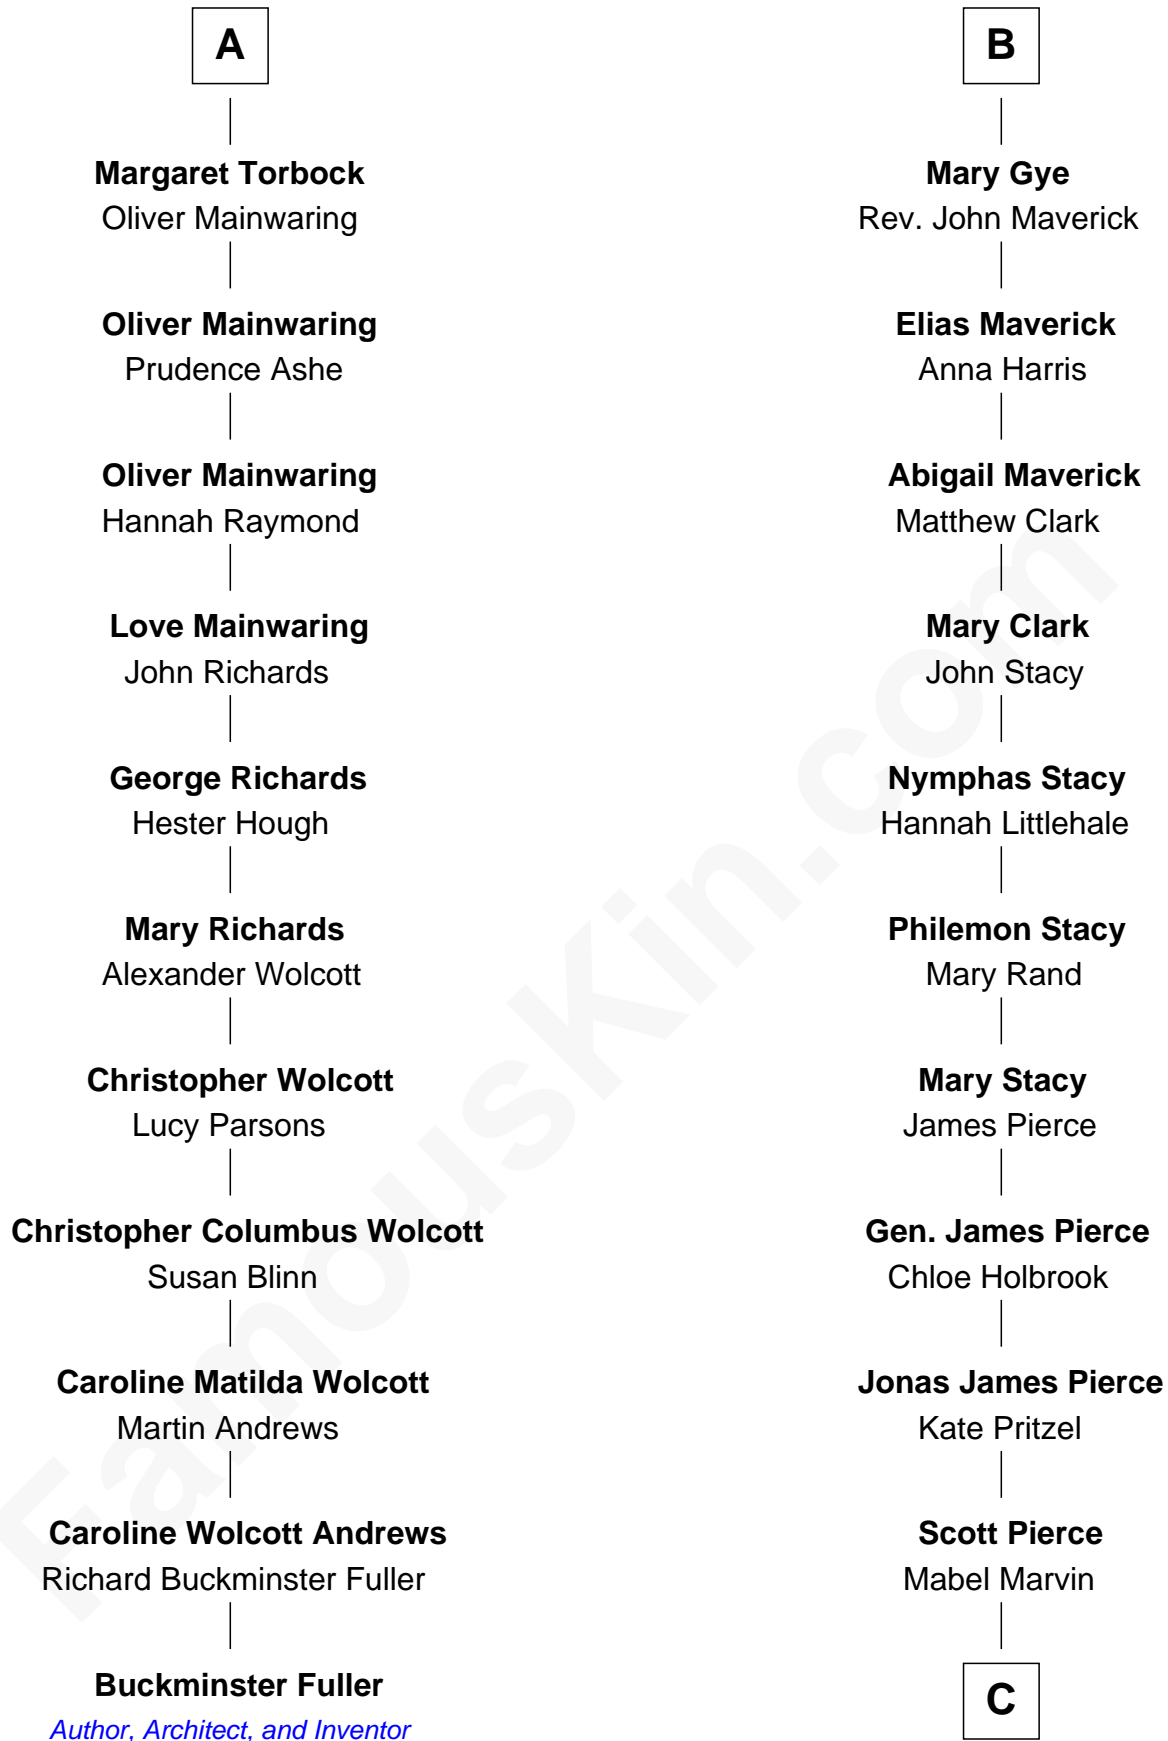 A
Margaret Torbock
Oliver Mainwaring
Oliver Mainwaring
Prudence Ashe
Oliver Mainwaring
Hannah Raymond
Love Mainwaring
John Richards
George Richards
Hester Hough
Mary Richards
Alexander Wolcott
Christopher Wolcott
Lucy Parsons
Christopher Columbus Wolcott
Susan Blinn
Caroline Matilda Wolcott
Martin Andrews
Caroline Wolcott Andrews
Richard Buckminster Fuller
Buckminster Fuller
Author, Architect, and Inventor
B
Mary Gye
Rev. John Maverick
Elias Maverick
Anna Harris
Abigail Maverick
Matthew Clark
Mary Clark
John Stacy
Nymphas Stacy
Hannah Littlehale
Philemon Stacy
Mary Rand
Mary Stacy
James Pierce
Gen. James Pierce
Chloe Holbrook
Jonas James Pierce
Kate Pritzel
Scott Pierce
Mabel Marvin
C
FamousKin.com